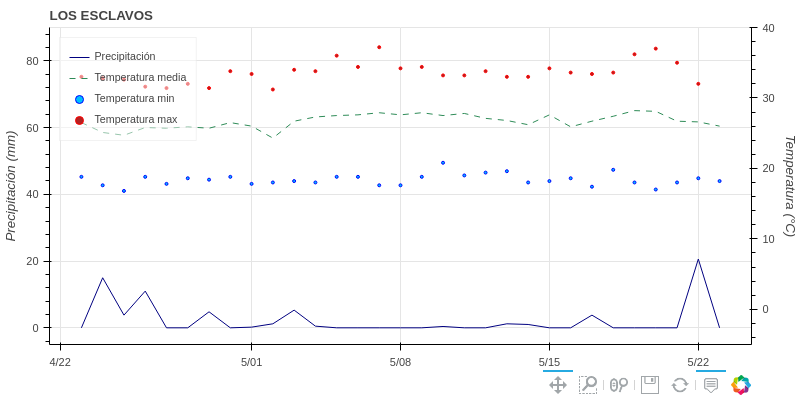 LOS ESCLAVOS
Precipitación
Temperatura media
Temperatura min
Temperatura max
Precipitación (mm)
80
60
40
20
0
Temperatura (°C)
40
30
20
10
0
4/22
5/01
5/08
5/15
5/22